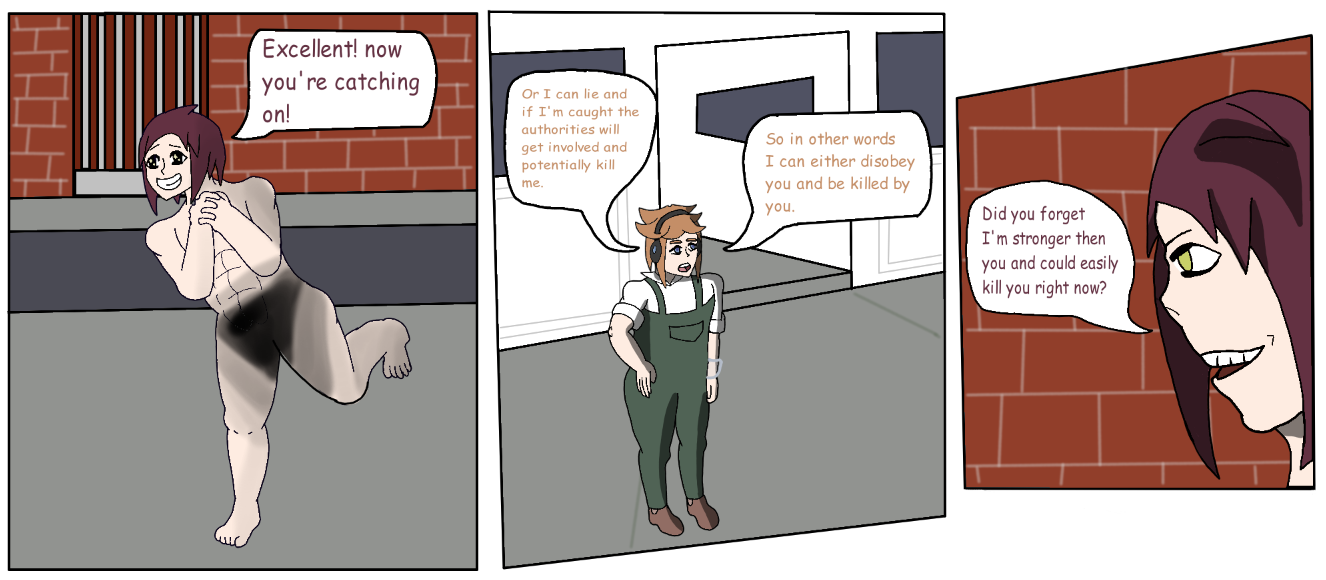 Excellent! now
you're catching
on!
Or I can lie and
if I'm caught the
authorities will
get involved and
potentially kill
me.
So in other words
I can either disobey
you and be killed by
you.
Did you forget
I'm stronger then
you and could easily
kill you right now?